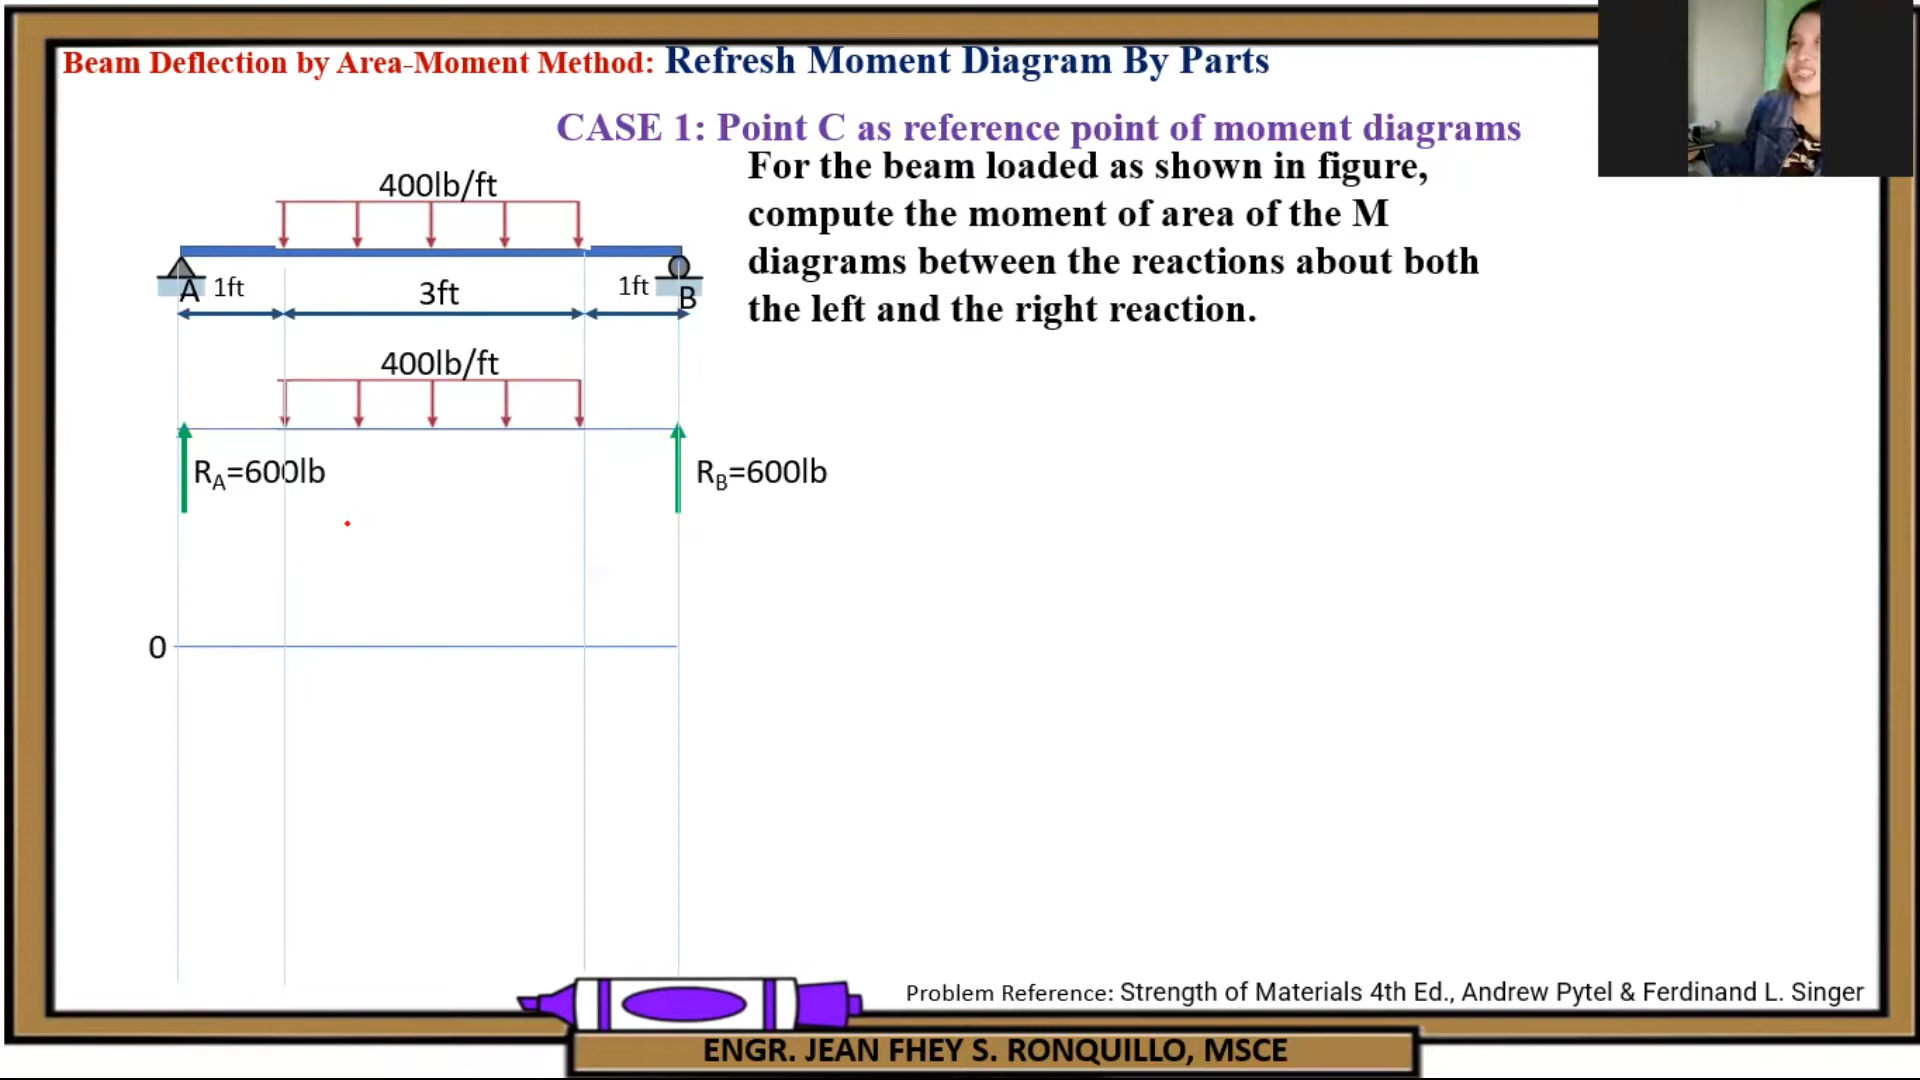 Beam Deflection by Area-Moment Method: Refresh Moment Diagram By Parts
CASE 1: Point C as reference point of moment diagrams
For the beam loaded as shown in figure,
compute the moment of area of the M
diagrams between the reactions about both
the left and the right reaction.
400lb/ft
A 1ft 3ft 1ft B
400lb/ft
R_A=600lb R_B=600lb
0
Problem Reference: Strength of Materials 4th Ed., Andrew Pytel & Ferdinand L. Singer
ENGR. JEAN FHEY S. RONQUILLO, MSCE